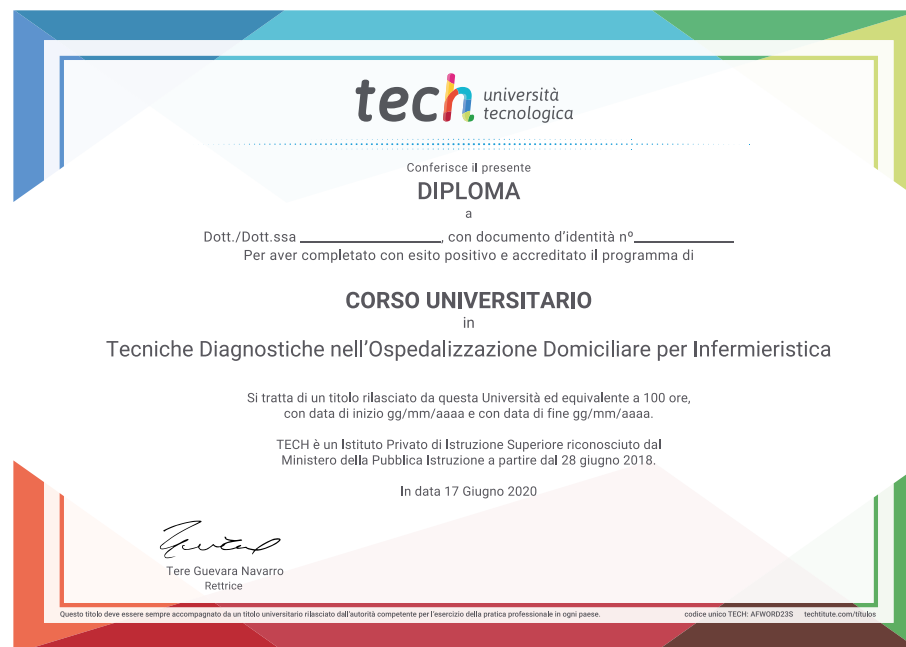 tech università
tecnologica
Conferisce il presente
DIPLOMA
a
Dott./Dott.ssa ____________________, con documento d'identità nº______________
Per aver completato con esito positivo e accreditato il programma di
CORSO UNIVERSITARIO
in
Tecniche Diagnostiche nell'Ospedalizzazione Domiciliare per Infermieristica
Si tratta di un titolo rilasciato da questa Università ed equivalente a 100 ore,
con data di inizio gg/mm/aaaa e con data di fine gg/mm/aaaa.
TECH è un Istituto Privato di Istruzione Superiore riconosciuto dal
Ministero della Pubblica Istruzione a partire dal 28 giugno 2018.
In data 17 Giugno 2020
Tere Guevara Navarro
Rettrice
Questo titolo deve essere sempre accompagnato da un titolo universitario rilasciato dall'autorità competente per l'esercizio della pratica professionale in ogni paese. codice unico TECH: AFWORD23S techtitute.com/titulos